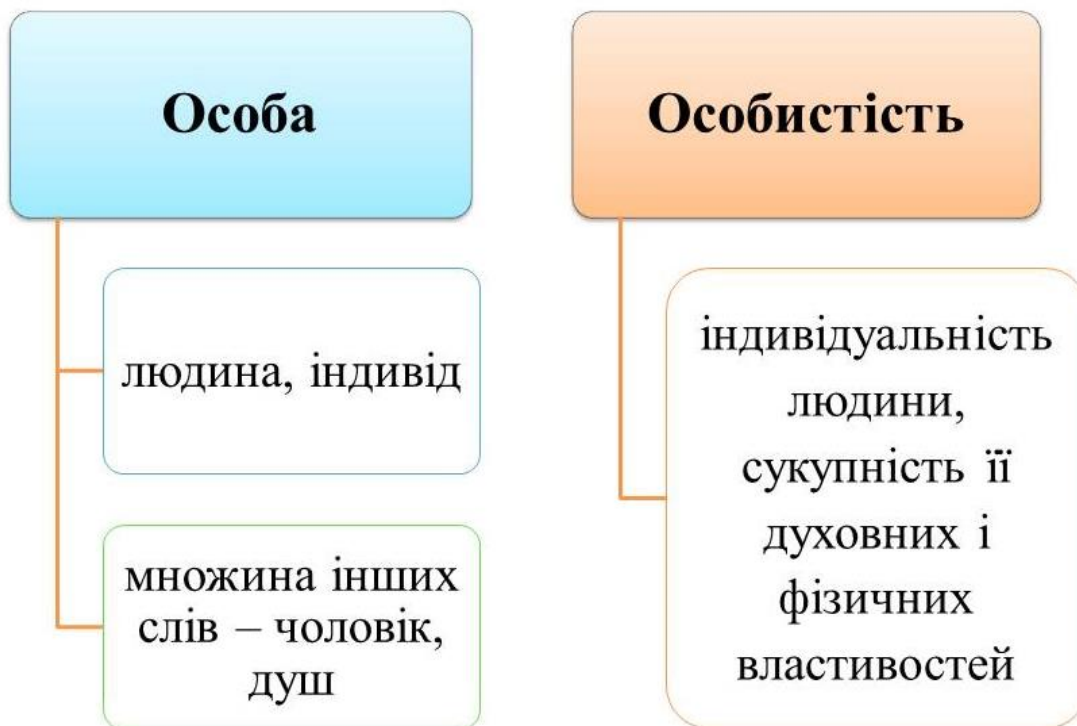 Особа
людина, індивід
множина інших
слів – чоловік,
душ
Особистість
індивідуальність
людини,
сукупність її
духовних і
фізичних
властивостей